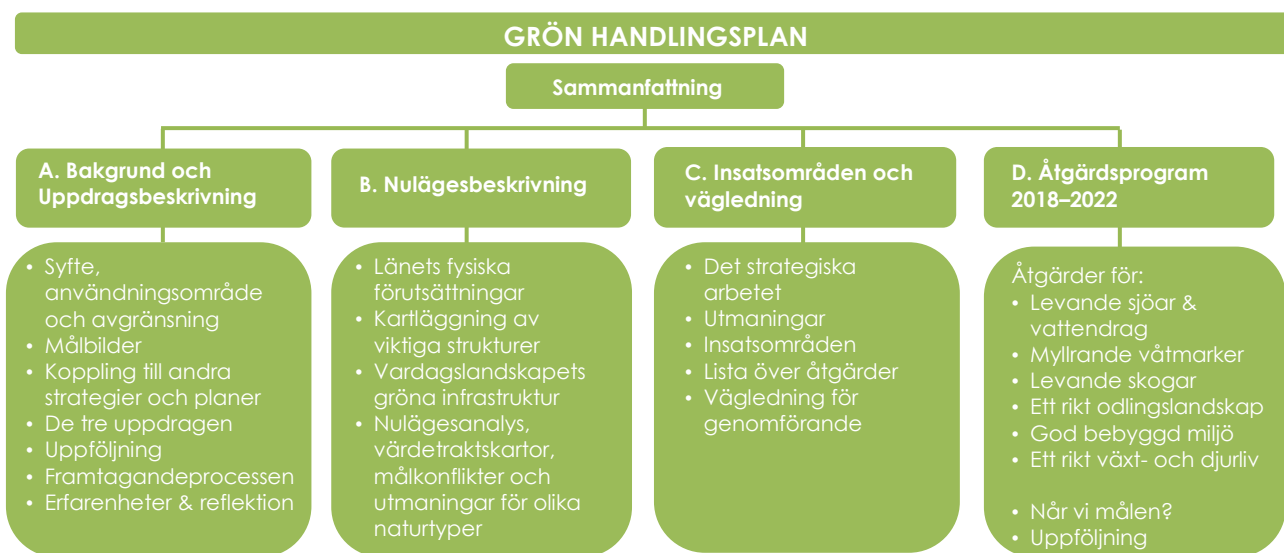 GRÖN HANDLINGSPLAN
Sammanfattning
A. Bakgrund och
Uppdragsbeskrivning
• Syfte,
användningsområde
och avgränsning
• Målbilder
• Koppling till andra
strategier och planer
• De tre uppdragen
• Uppföljning
• Framtagandeprocessen
• Erfarenheter & reflektion
B. Nulägesbeskrivning
• Länets fysiska
förutsättningar
• Kartläggning av
viktiga strukturer
• Vardagslandskapets
gröna infrastruktur
• Nulägesanalys,
värdetraktskartor,
målkonflikter och
utmaningar för olika
naturtyper
C. Insatsområden och
vägledning
• Det strategiska
arbetet
• Utmaningar
• Insatsområden
• Lista över åtgärder
• Vägledning för
genomförande
D. Åtgärdsprogram
2018–2022
Åtgärder för:
• Levande sjöar &
vattendrag
• Myllrande våtmarker
• Levande skogar
• Ett rikt odlingslandskap
• God bebyggd miljö
• Ett rikt växt- och djurliv
• Når vi målen?
• Uppföljning